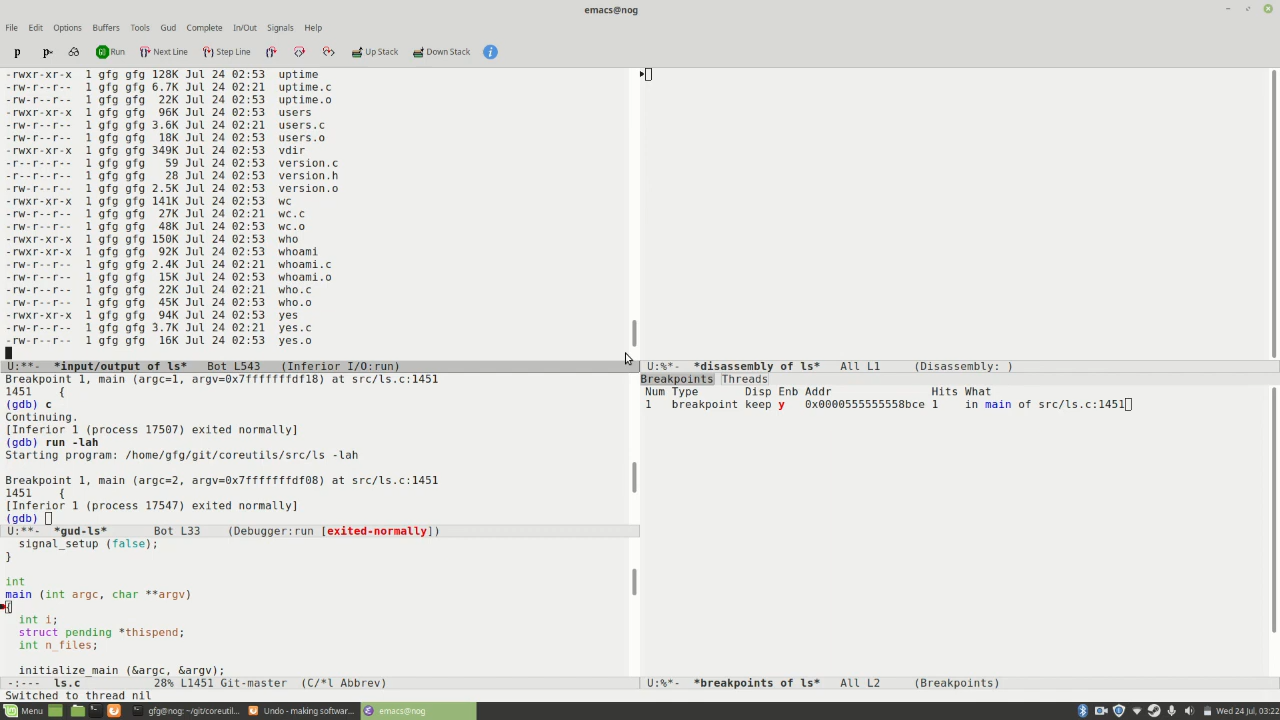 emacs@nog
File Edit Options Buffers Tools Gud Complete In/Out Signals Help
Run Next Line Step Line Up Stack Down Stack
-rwxr-xr-x 1 gfg gfg 128K Jul 24 02:53 uptime
-rw-r--r-- 1 gfg gfg 6.7K Jul 24 02:21 uptime.c
-rw-r--r-- 1 gfg gfg 22K Jul 24 02:53 uptime.o
-rwxr-xr-x 1 gfg gfg 96K Jul 24 02:53 users
-rw-r--r-- 1 gfg gfg 3.6K Jul 24 02:21 users.c
-rw-r--r-- 1 gfg gfg 18K Jul 24 02:53 users.o
-rwxr-xr-x 1 gfg gfg 349K Jul 24 02:53 vdir
-r--r--r-- 1 gfg gfg 59 Jul 24 02:53 version.c
-r--r--r-- 1 gfg gfg 28 Jul 24 02:53 version.h
-rw-r--r-- 1 gfg gfg 2.5K Jul 24 02:53 version.o
-rwxr-xr-x 1 gfg gfg 141K Jul 24 02:53 wc
-rw-r--r-- 1 gfg gfg 27K Jul 24 02:21 wc.c
-rw-r--r-- 1 gfg gfg 48K Jul 24 02:53 wc.o
-rwxr-xr-x 1 gfg gfg 150K Jul 24 02:53 who
-rwxr-xr-x 1 gfg gfg 92K Jul 24 02:53 whoami
-rw-r--r-- 1 gfg gfg 2.4K Jul 24 02:21 whoami.c
-rw-r--r-- 1 gfg gfg 15K Jul 24 02:53 whoami.o
-rw-r--r-- 1 gfg gfg 22K Jul 24 02:21 who.c
-rw-r--r-- 1 gfg gfg 45K Jul 24 02:53 who.o
-rwxr-xr-x 1 gfg gfg 94K Jul 24 02:53 yes
-rw-r--r-- 1 gfg gfg 3.7K Jul 24 02:21 yes.c
-rw-r--r-- 1 gfg gfg 16K Jul 24 02:53 yes.o
U:**- *input/output of ls* Bot L543 (Inferior I/O:run)
Breakpoint 1, main (argc=1, argv=0x7fffffffdf18) at src/ls.c:1451
1451 {
(gdb) c
Continuing.
[Inferior 1 (process 17507) exited normally]
(gdb) run -lah
Starting program: /home/gfg/git/coreutils/src/ls -lah
Breakpoint 1, main (argc=2, argv=0x7fffffffdf08) at src/ls.c:1451
1451 {
[Inferior 1 (process 17547) exited normally]
(gdb)
U:**- *gud-ls* Bot L33 (Debugger:run [exited-normally])
signal_setup (false);
}
int
main (int argc, char **argv)
{
int i;
struct pending *thispend;
int n_files;
initialize_main (&argc, &argv);
-:--- ls.c 28% L1451 Git-master (C/*l Abbrev)
U:%*- *disassembly of ls* All L1 (Disassembly: )
Breakpoints Threads
Num Type Disp Enb Addr Hits What
1 breakpoint keep y 0x0000555555558bce 1 in main of src/ls.c:1451
U:%*- *breakpoints of ls* All L2 (Breakpoints)
Switched to thread nil
Menu gfg@nog: ~/git/coreutil... Undo - making softwar... emacs@nog Wed 24 Jul, 03:22